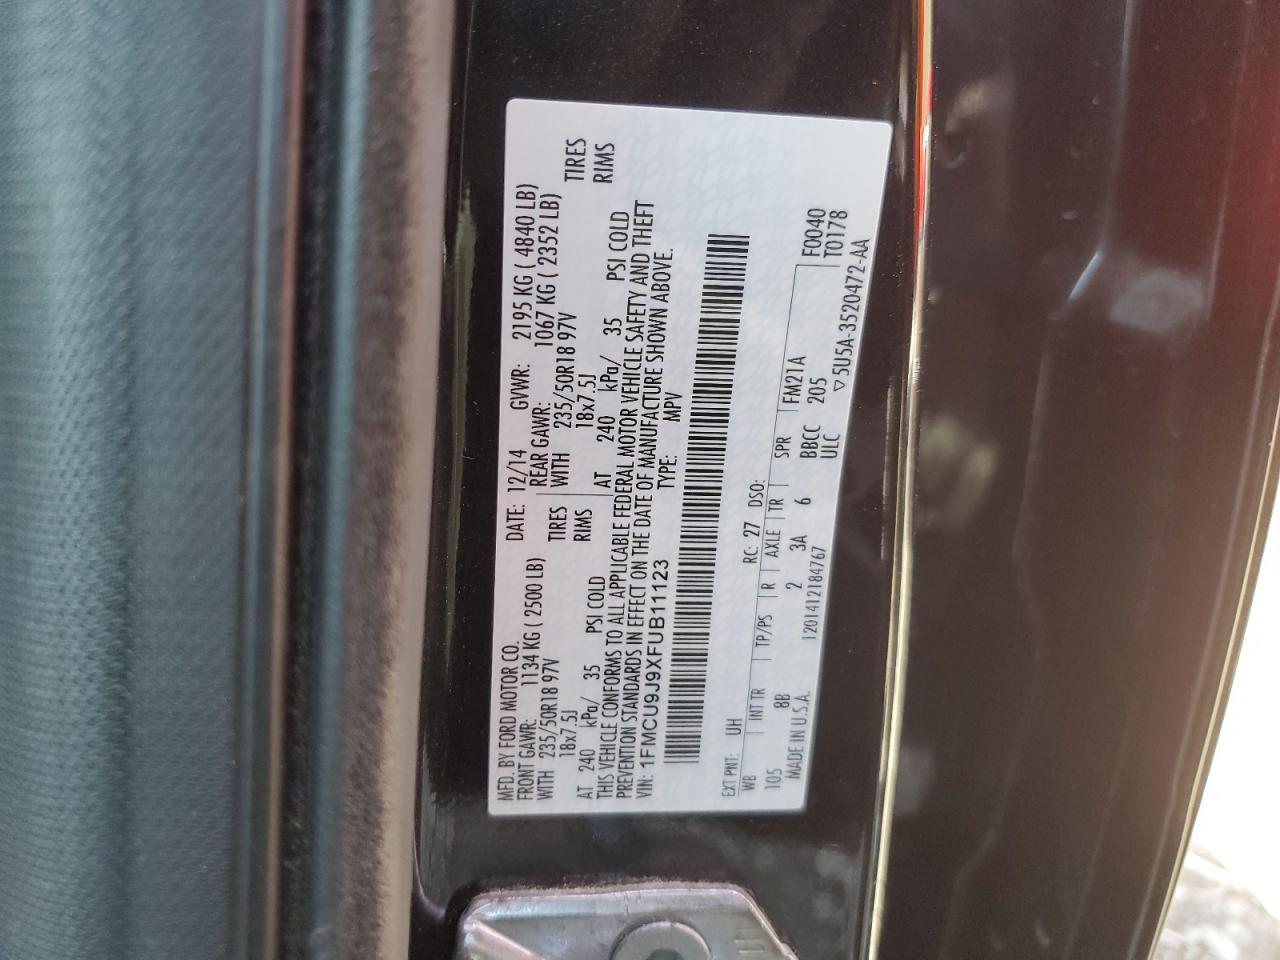 MFD. BY FORD MOTOR CO. DATE: 12/14 GVWR: 2195 KG ( 4840 LB)
FRONT GAWR: 1134 KG ( 2500 LB) REAR GAWR: 1067 KG ( 2352 LB)
WITH 235/50R18 97V TIRES WITH 235/50R18 97V TIRES
18x7.5J RIMS 18x7.5J RIMS
AT 240 kPa/ 35 PSI COLD AT 240 kPa/ 35 PSI COLD
THIS VEHICLE CONFORMS TO ALL APPLICABLE FEDERAL MOTOR VEHICLE SAFETY AND THEFT
PREVENTION STANDARDS IN EFFECT ON THE DATE OF MANUFACTURE SHOWN ABOVE.
VIN: 1FMCU9J9XFUB11123 TYPE: MPV
EXT PNT: UH RC: 27 DSO:
WB INT TR TP/PS R AXLE TR SPR FM21A F0040
105 8B 2 3A 6 BBCC 205 T0178
MADE IN U.S.A. 1201412184767 ULC ▽5U5A-3520472-AA